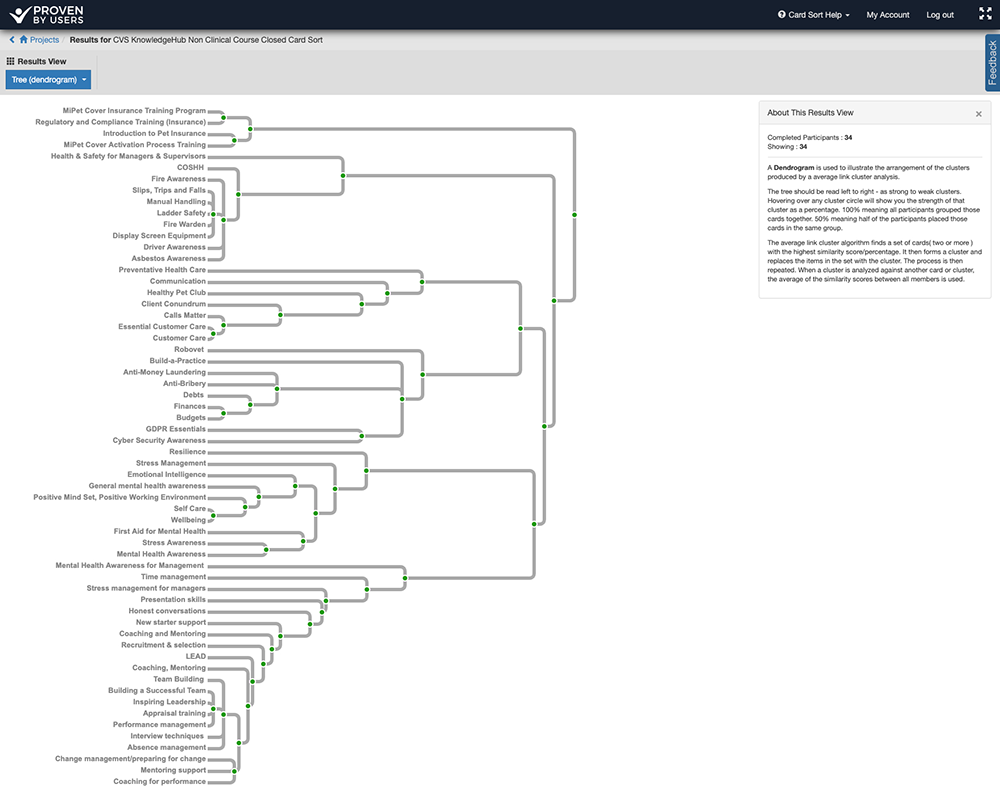 PROVEN
BY USERS
Card Sort Help
My Account
Log out
Projects / Results for CVS KnowledgeHub Non Clinical Course Closed Card Sort
Feedback
Results View
Tree (dendrogram)
MiPet Cover Insurance Training Program
Regulatory and Compliance Training (Insurance)
Introduction to Pet Insurance
MiPet Cover Activation Process Training
Health & Safety for Managers & Supervisors
COSHH
Fire Awareness
Slips, Trips and Falls
Manual Handling
Ladder Safety
Fire Warden
Display Screen Equipment
Driver Awareness
Asbestos Awareness
Preventative Health Care
Communication
Healthy Pet Club
Client Conundrum
Calls Matter
Essential Customer Care
Customer Care
Robovet
Build-a-Practice
Anti-Money Laundering
Anti-Bribery
Debts
Finances
Budgets
GDPR Essentials
Cyber Security Awareness
Resilience
Stress Management
Emotional Intelligence
General mental health awareness
Positive Mind Set, Positive Working Environment
Self Care
Wellbeing
First Aid for Mental Health
Stress Awareness
Mental Health Awareness
Mental Health Awareness for Management
Time management
Stress management for managers
Presentation skills
Honest conversations
New starter support
Coaching and Mentoring
Recruitment & selection
LEAD
Coaching, Mentoring
Team Building
Building a Successful Team
Inspiring Leadership
Appraisal training
Performance management
Interview techniques
Absence management
Change management/preparing for change
Mentoring support
Coaching for performance
About This Results View
×
Completed Participants : 34
Showing : 34
A Dendrogram is used to illustrate the arrangement of the clusters
produced by a average link cluster analysis.
The tree should be read left to right - as strong to weak clusters.
Hovering over any cluster circle will show you the strength of that
cluster as a percentage. 100% meaning all participants grouped those
cards together. 50% meaning half of the participants placed those
cards in the same group.
The average link cluster algorithm finds a set of cards( two or more )
with the highest similarity score/percentage. It then forms a cluster and
replaces the items in the set with the cluster. The process is then
repeated. When a cluster is analyzed against another card or cluster,
the average of the similarity scores between all members is used.